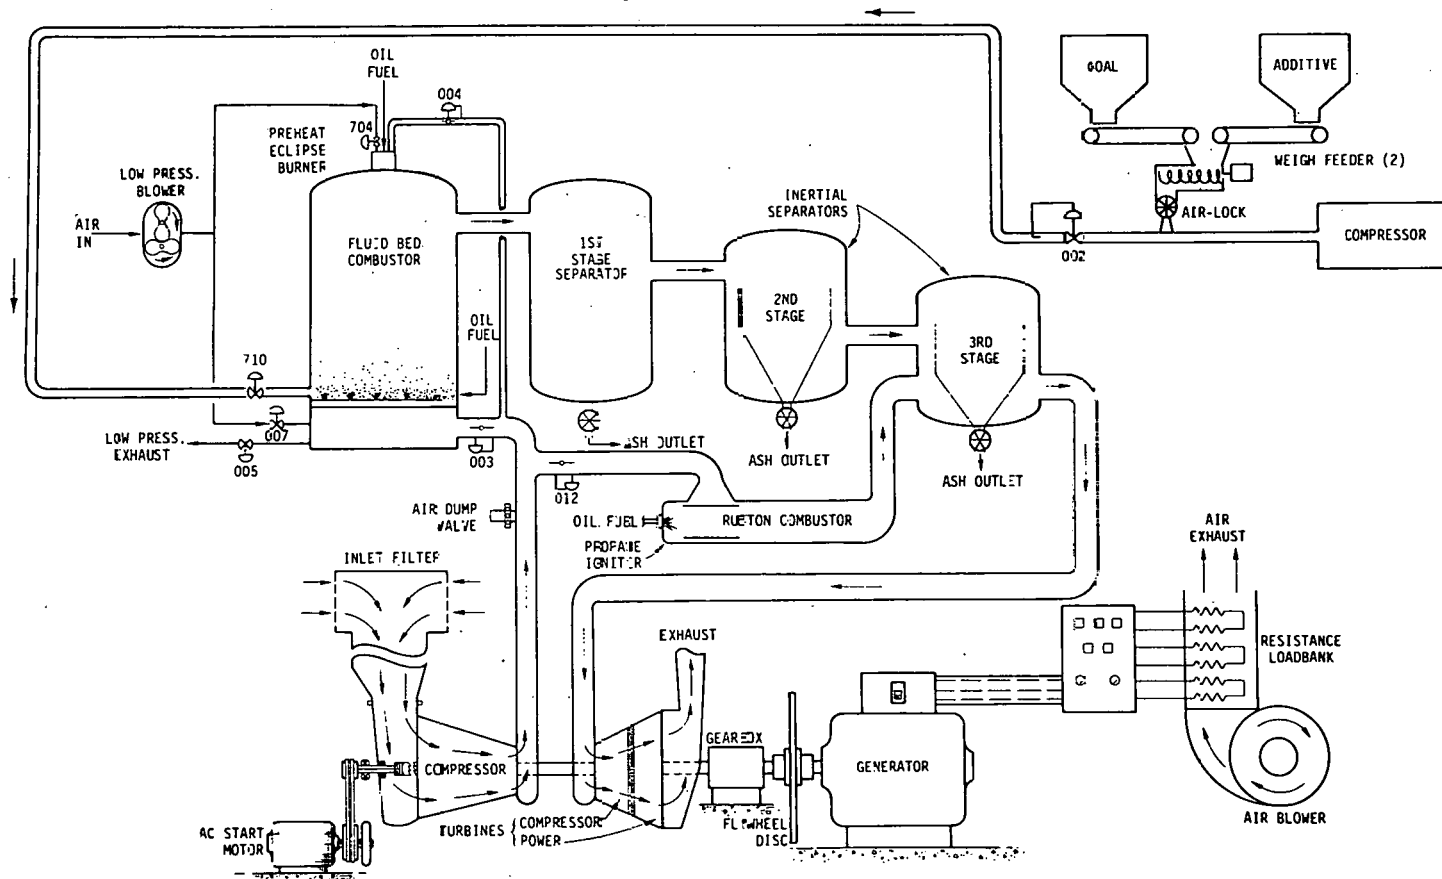 OIL
FUEL
004
704
PREHEAT
ECLIPSE
BURNER
LOW PRESS.
BLOWER
AIR
IN
FLUID BED
COMBUSTOR
1ST
STAGE
SEPARATOR
INERTIAL
SEPARATORS
2ND
STAGE
3RD
STAGE
COAL
ADDITIVE
WEIGH FEEDER (2)
AIR-LOCK
COMPRESSOR
002
OIL
FUEL
710
007
LOW PRESS.
EXHAUST
005
003
ASH OUTLET
ASH OUTLET
ASH OUTLET
012
AIR DUMP
VALVE
OIL FUEL
RUSTON COMBUSTOR
PROPANE
IGNITER
INLET FILTER
AIR
EXHAUST
RESISTANCE
LOADBANK
EXHAUST
GEARBOX
COMPRESSOR
GENERATOR
TURBINES { COMPRESSOR
POWER
FLYWHEEL
DISC
AC START
MOTOR
AIR BLOWER